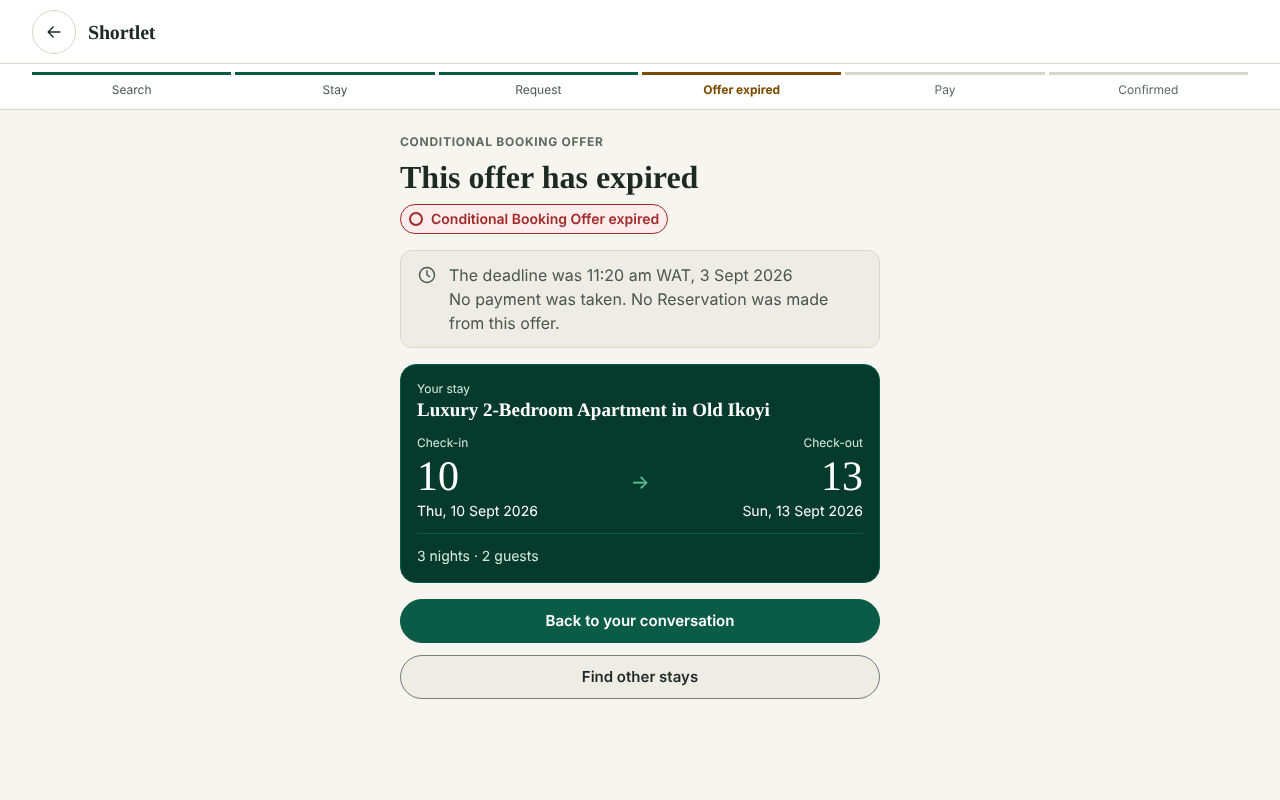 Shortlet
Search
Stay
Request
Offer expired
Pay
Confirmed
CONDITIONAL BOOKING OFFER
This offer has expired
Conditional Booking Offer expired
The deadline was 11:20 am WAT, 3 Sept 2026
No payment was taken. No Reservation was made
from this offer.
Your stay
Luxury 2-Bedroom Apartment in Old Ikoyi
Check-in
Check-out
10
→
13
Thu, 10 Sept 2026
Sun, 13 Sept 2026
3 nights · 2 guests
Back to your conversation
Find other stays